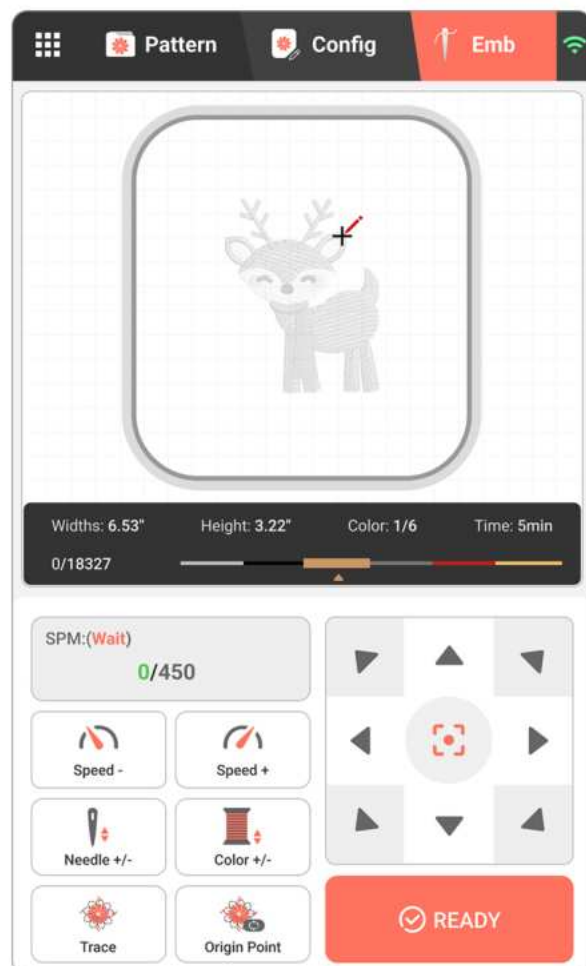 Pattern
Config
Emb
Widths: 6.53" Height: 3.22" Color: 1/6 Time: 5min
0/18327
SPM:(Wait)
0/450
Speed -
Speed +
Needle +/-
Color +/-
Trace
Origin Point
READY